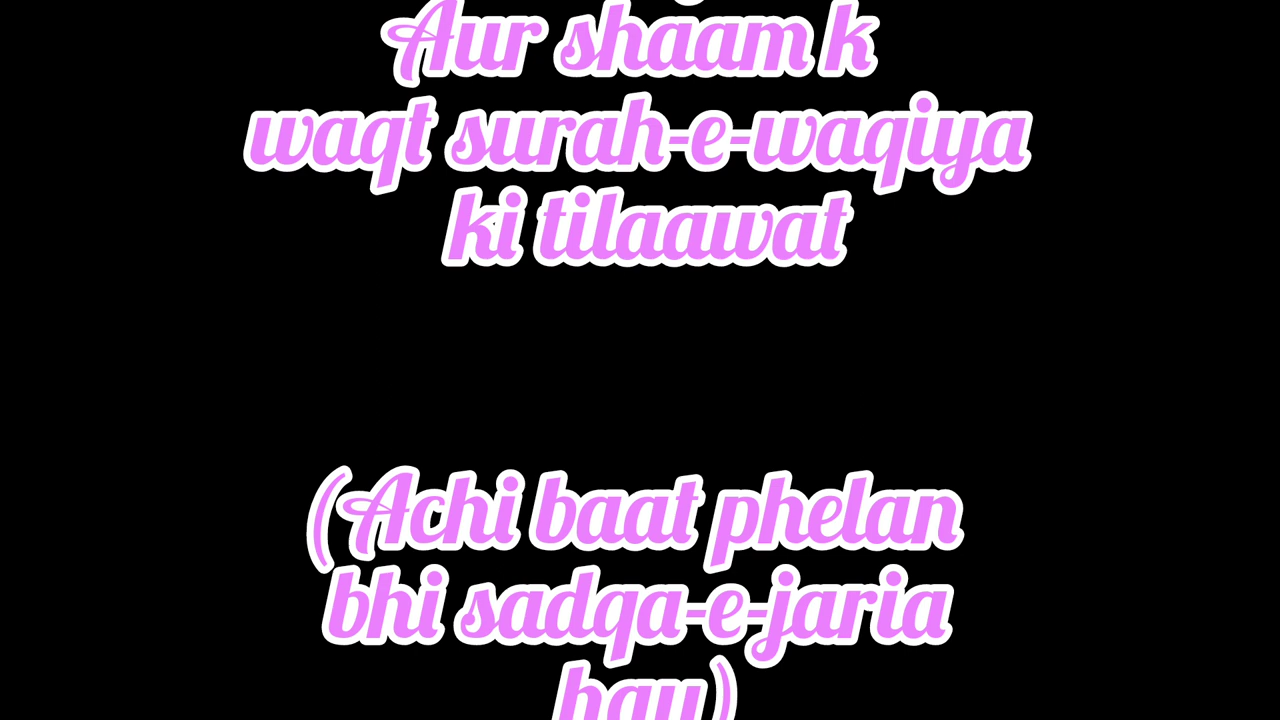 Aur shaam k
waqt surah-e-waqiya
ki tilaawat
(Achi baat phelan
bhi sadqa-e-jaria
hay)